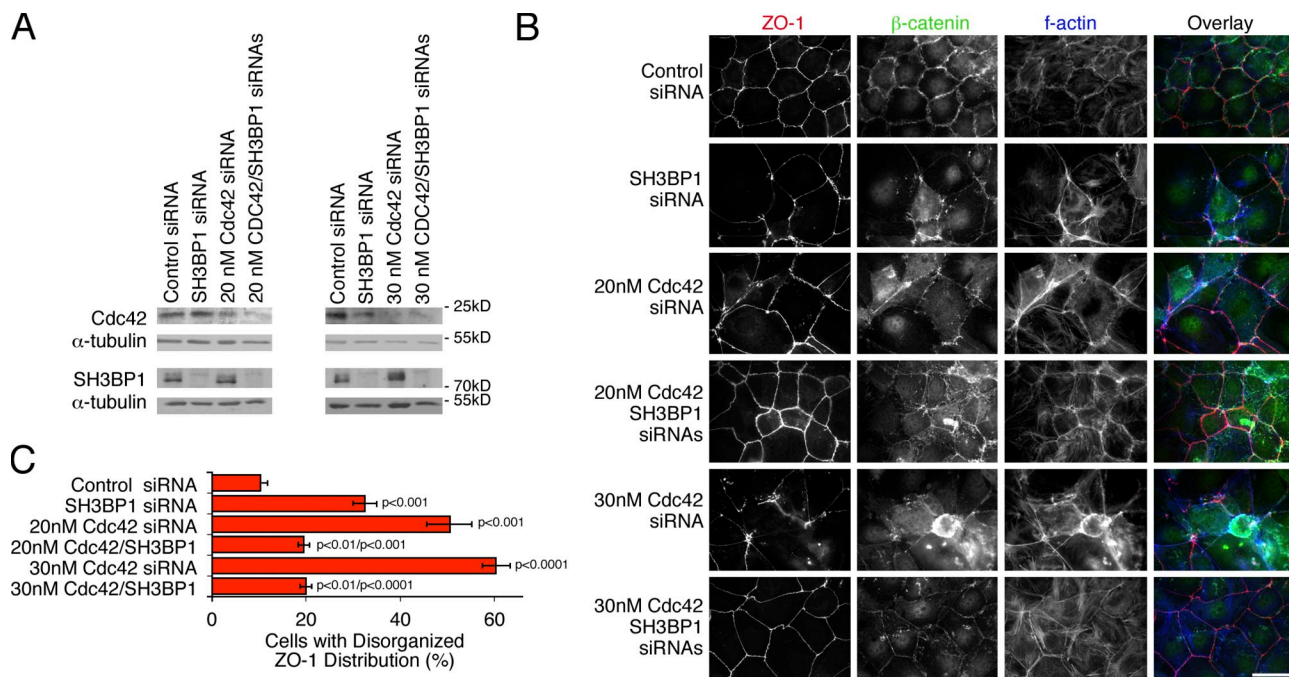 A
Control siRNA
SH3BP1 siRNA
20 nM Cdc42 siRNA
20 nM CDC42/SH3BP1 siRNAs
Control siRNA
SH3BP1 siRNA
30 nM Cdc42 siRNA
30 nM CDC42/SH3BP1 siRNAs
Cdc42
- 25kD
α-tubulin
- 55kD
SH3BP1
- 70kD
α-tubulin
- 55kD
B
ZO-1
β-catenin
f-actin
Overlay
Control
siRNA
SH3BP1
siRNA
20nM Cdc42
siRNA
20nM Cdc42
SH3BP1
siRNAs
30nM Cdc42
siRNA
30nM Cdc42
SH3BP1
siRNAs
C
Control siRNA
SH3BP1 siRNA
p<0.001
20nM Cdc42 siRNA
p<0.001
20nM Cdc42/SH3BP1
p<0.01/p<0.001
30nM Cdc42 siRNA
p<0.0001
30nM Cdc42/SH3BP1
p<0.01/p<0.0001
0 20 40 60
Cells with Disorganized
ZO-1 Distribution (%)